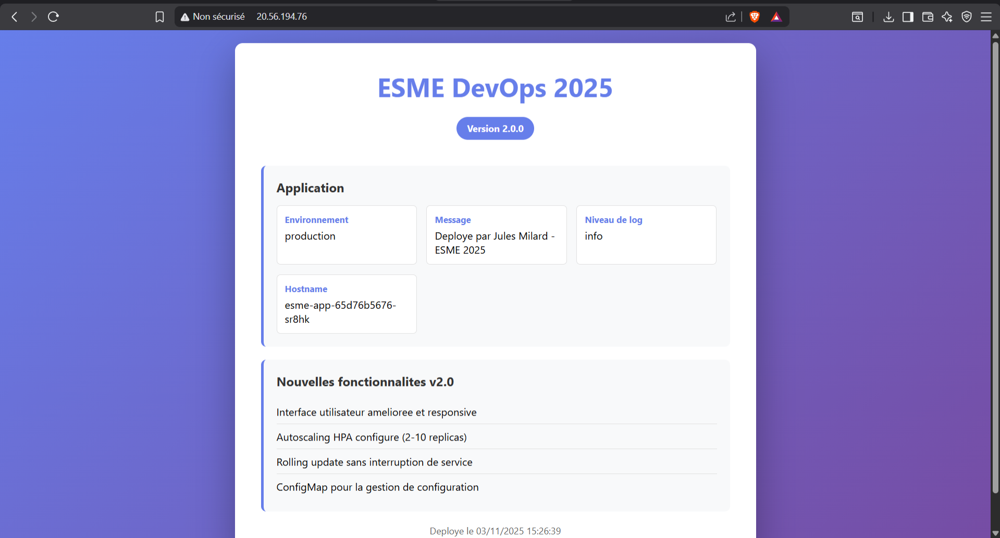 Non sécurisé 20.56.194.76
ESME DevOps 2025
Version 2.0.0
Application
Environnement
production
Message
Deploye par Jules Milard -
ESME 2025
Niveau de log
info
Hostname
esme-app-65d76b5676-
sr8hk
Nouvelles fonctionnalites v2.0
Interface utilisateur amelioree et responsive
Autoscaling HPA configure (2-10 replicas)
Rolling update sans interruption de service
ConfigMap pour la gestion de configuration
Deploye le 03/11/2025 15:26:39